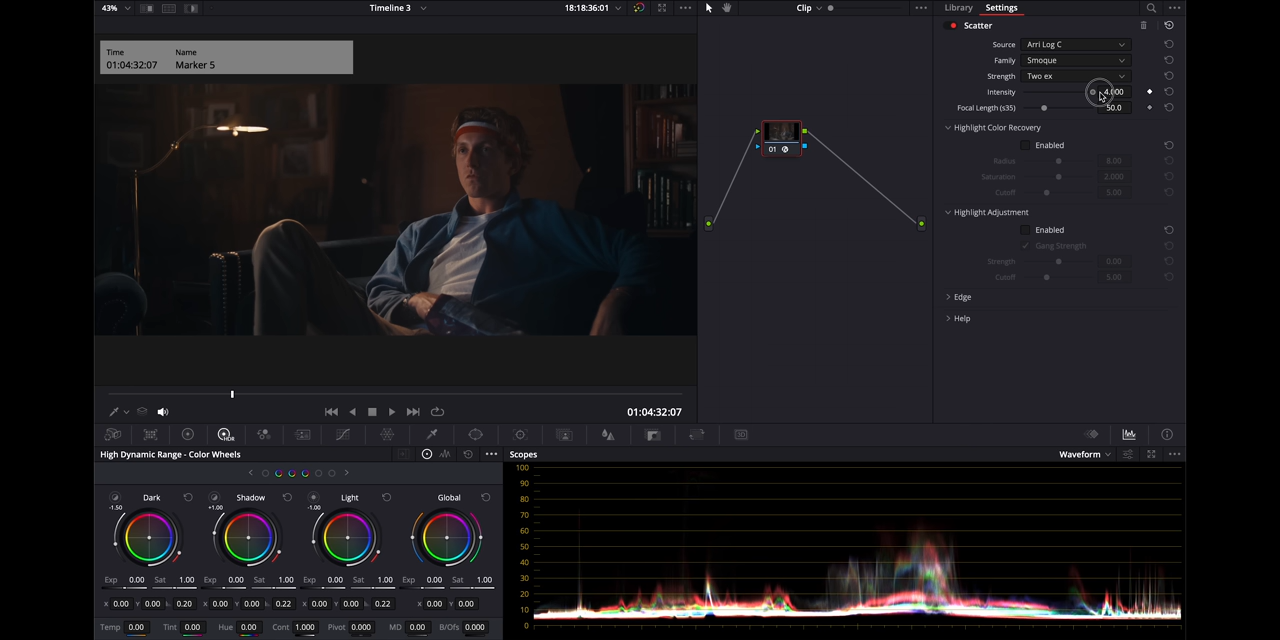 43% Timeline 3 18:18:36:01 Clip Library Settings
Time Name
01:04:32:07 Marker 5
Scatter
Source Arri Log C
Family Smoque
Strength Two ex
Intensity 4.000
Focal Length (s35) 50.0
Highlight Color Recovery
Enabled
Radius 8.00
Saturation 2.000
Cutoff 5.00
Highlight Adjustment
Enabled
Gang Strength
Strength 0.00
Cutoff 5.00
Edge
Help
01
01:04:32:07
HDR
High Dynamic Range - Color Wheels
Scopes Waveform
Dark Shadow Light Global
-1.50 +1.00 -1.00
Exp 0.00 Sat 1.00 Exp 0.00 Sat 1.00 Exp 0.00 Sat 1.00 Exp 0.00 Sat 1.00
X 0.00 Y 0.00 L 0.20 X 0.00 Y 0.00 L 0.22 X 0.00 Y 0.00 L 0.22 X 0.00 Y 0.00
Temp 0.00 Tint 0.00 Hue 0.00 Cont 1.000 Pivot 0.000 MD 0.00 B/Ofs 0.000
100
90
80
70
60
50
40
30
20
10
0
3D